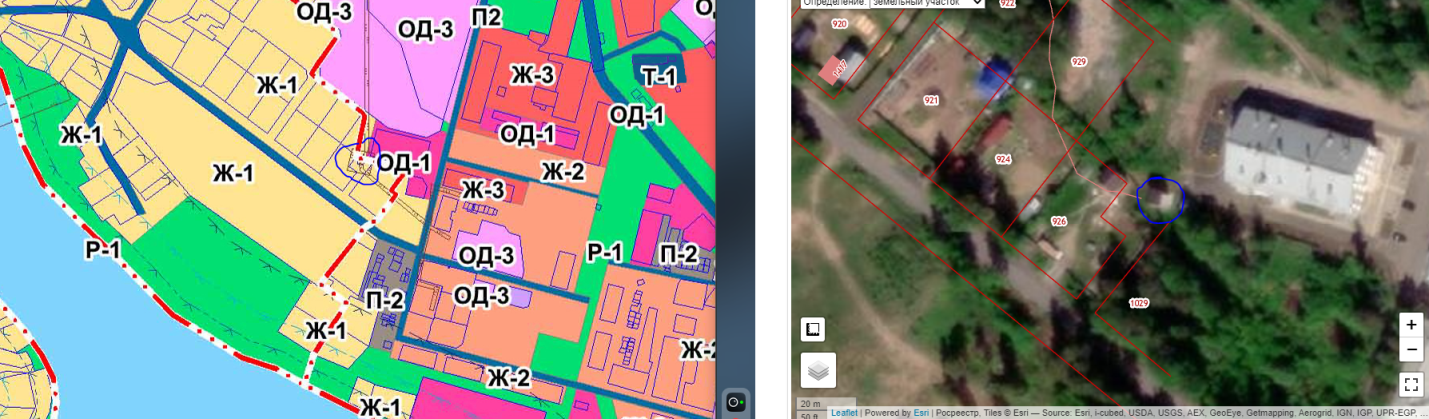 ОД-3
П2
ОД-3
Ж-3
Т-1
Ж-1
ОД-1
ОД-1
Ж-1
ОД-1
Ж-1
Ж-2
Ж-3
Р-1
ОД-3
Р-1
П-2
П-2
ОД-3
Ж-1
Ж-2
Ж-1
Определение: Земельный участок
922
920
929
1417
921
924
926
1029
+
−
20 m
50 ft
Leaflet | Powered by Esri | Росреестр, Tiles © Esri — Source: Esri, i-cubed, USDA, USGS, AEX, GeoEye, Getmapping, Aerogrid, IGN, IGP, UPR-EGP, ...